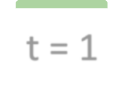 t = 1